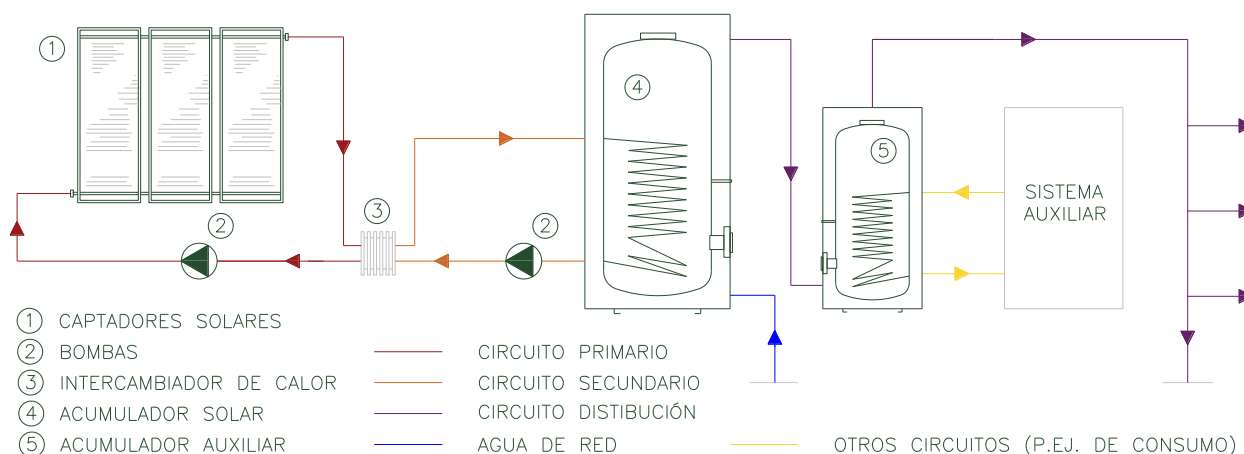 1
2
3
2
4
5
SISTEMA
AUXILIAR
1 CAPTADORES SOLARES
2 BOMBAS
3 INTERCAMBIADOR DE CALOR
4 ACUMULADOR SOLAR
5 ACUMULADOR AUXILIAR
CIRCUITO PRIMARIO
CIRCUITO SECUNDARIO
CIRCUITO DISTIBUCIÓN
AGUA DE RED
OTROS CIRCUITOS (P.EJ. DE CONSUMO)